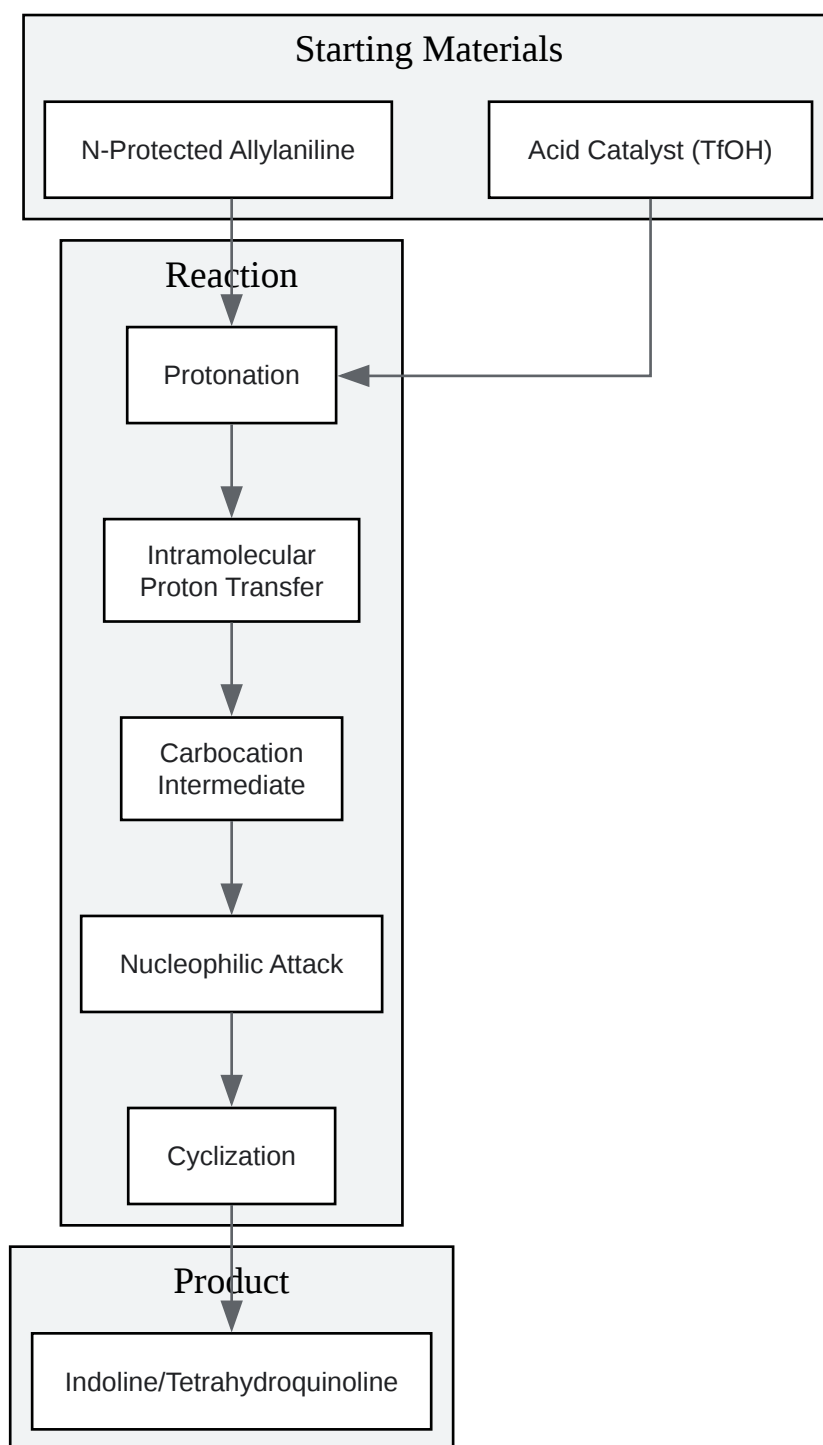 Starting Materials
N-Protected Allylaniline
Acid Catalyst (TfOH)
Reaction
Protonation
Intramolecular
Proton Transfer
Carbocation
Intermediate
Nucleophilic Attack
Cyclization
Product
Indoline/Tetrahydroquinoline